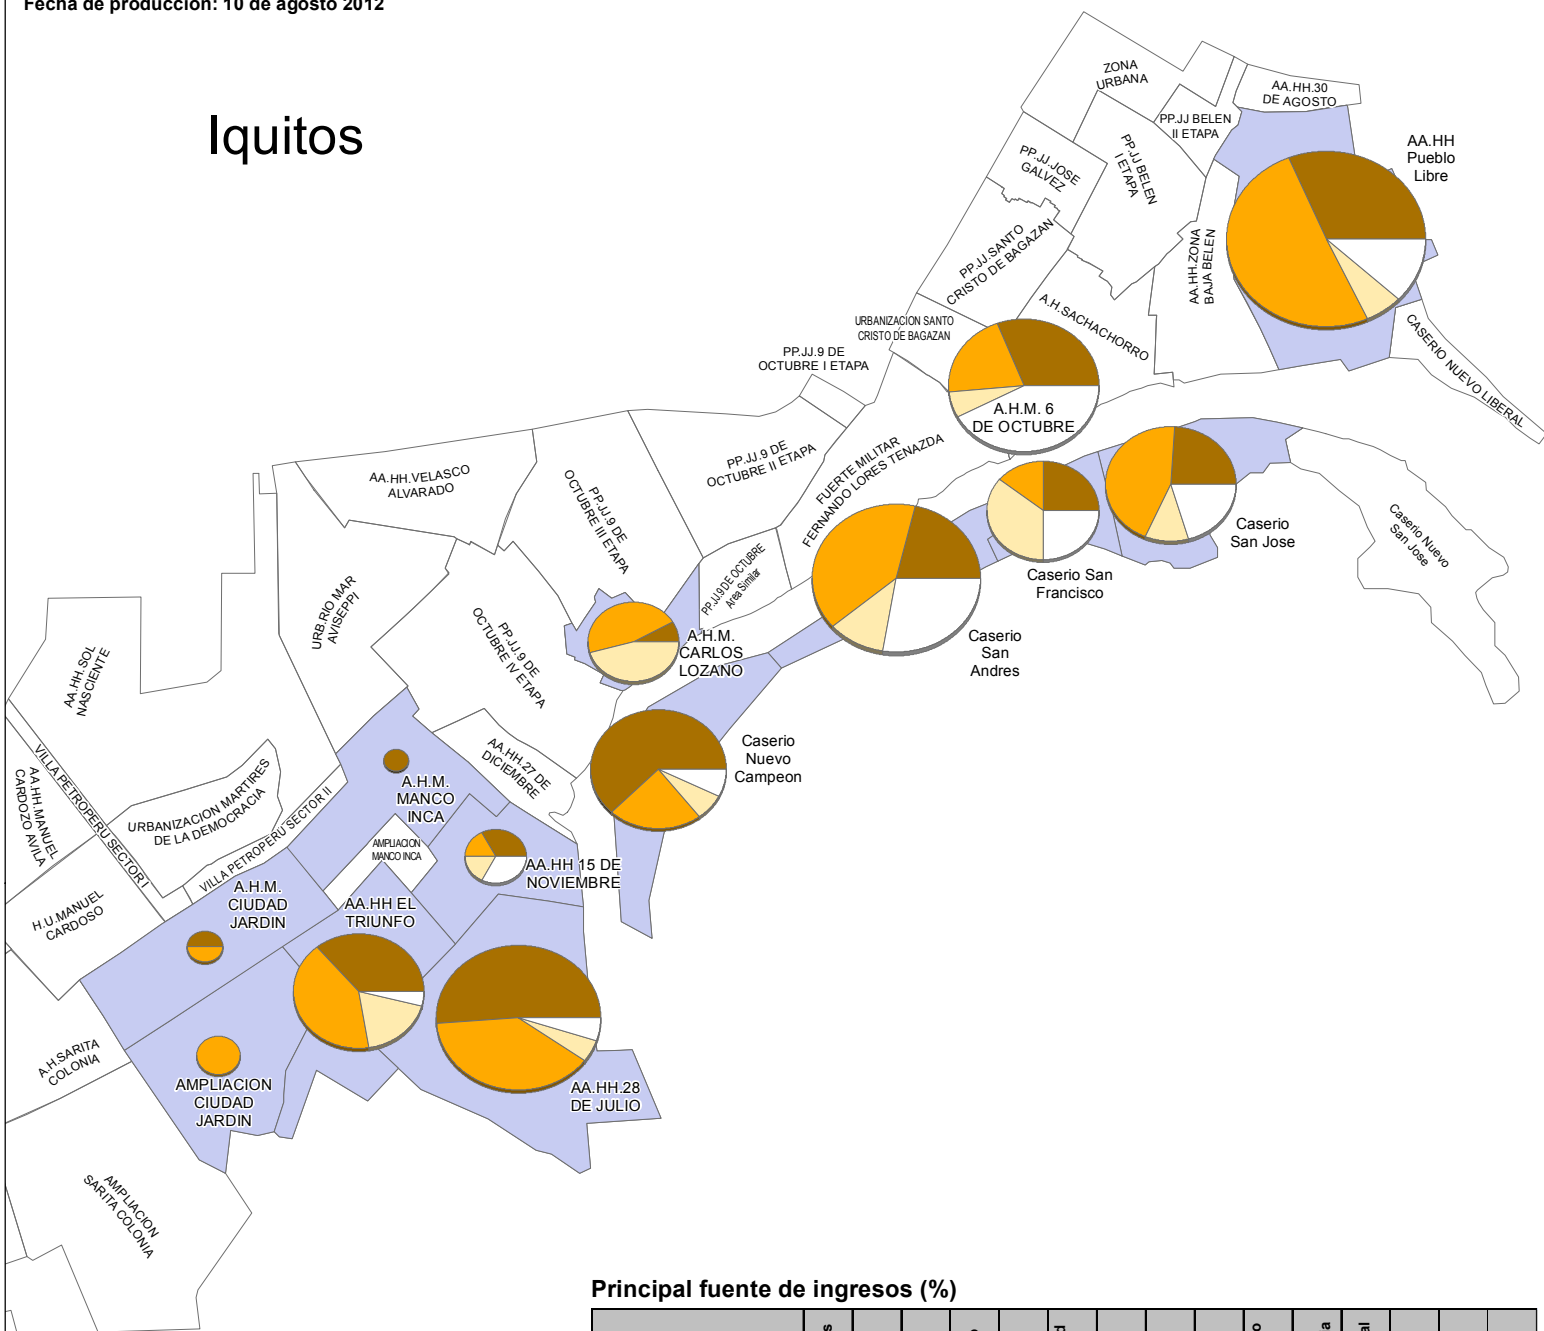 Fecha de producción: 10 de agosto 2012
Iquitos
ZONA
URBANA
AA.HH.30
DE AGOSTO
PP.JJ BELEN
II ETAPA
AA.HH
Pueblo
Libre
PP.JJ.JOSE
GALVEZ
PP.JJ BELEN
I ETAPA
PP.JJ.SANTO
CRISTO DE BAGAZAN
AA.HH.ZONA
BAJA BELEN
A.H.SACHACHORRO
URBANIZACION SANTO
CRISTO DE BAGAZAN
CASERIO NUEVO LIBERAL
PP.JJ.9 DE
OCTUBRE I ETAPA
A.H.M. 6
DE OCTUBRE
PP.JJ.9 DE
OCTUBRE II ETAPA
FUERTE MILITAR
FERNANDO LORES TENAZDA
AA.HH.VELASCO
ALVARADO
PP.JJ.9 DE
OCTUBRE III ETAPA
Caserio
San Jose
Caserio Nuevo
San Jose
PP.JJ.9 DE OCTUBRE
Area Similar
Caserio San
Francisco
URB.RIO MAR
AVISEPPI
PP.JJ.9 DE
OCTUBRE IV ETAPA
A.H.M.
CARLOS
LOZANO
Caserio
San
Andres
AA.HH.SOL
NASCIENTE
Caserio
Nuevo
Campeon
AA.HH.27 DE
DICIEMBRE
VILLA PETROPERU SECTOR I
AA.HH.MANUEL
CARDOZO AVILA
URBANIZACION MARTIRES
DE LA DEMOCRACIA
VILLA PETROPERU SECTOR II
A.H.M.
MANCO
INCA
AMPLIACION
MANCO INCA
AA.HH 15 DE
NOVIEMBRE
H.U.MANUEL
CARDOSO
A.H.M.
CIUDAD
JARDIN
AA.HH EL
TRIUNFO
A.H.SARITA
COLONIA
AMPLIACION
CIUDAD
JARDIN
AA.HH.28
DE JULIO
AMPLIACION
SARITA COLONIA
Principal fuente de ingresos (%)